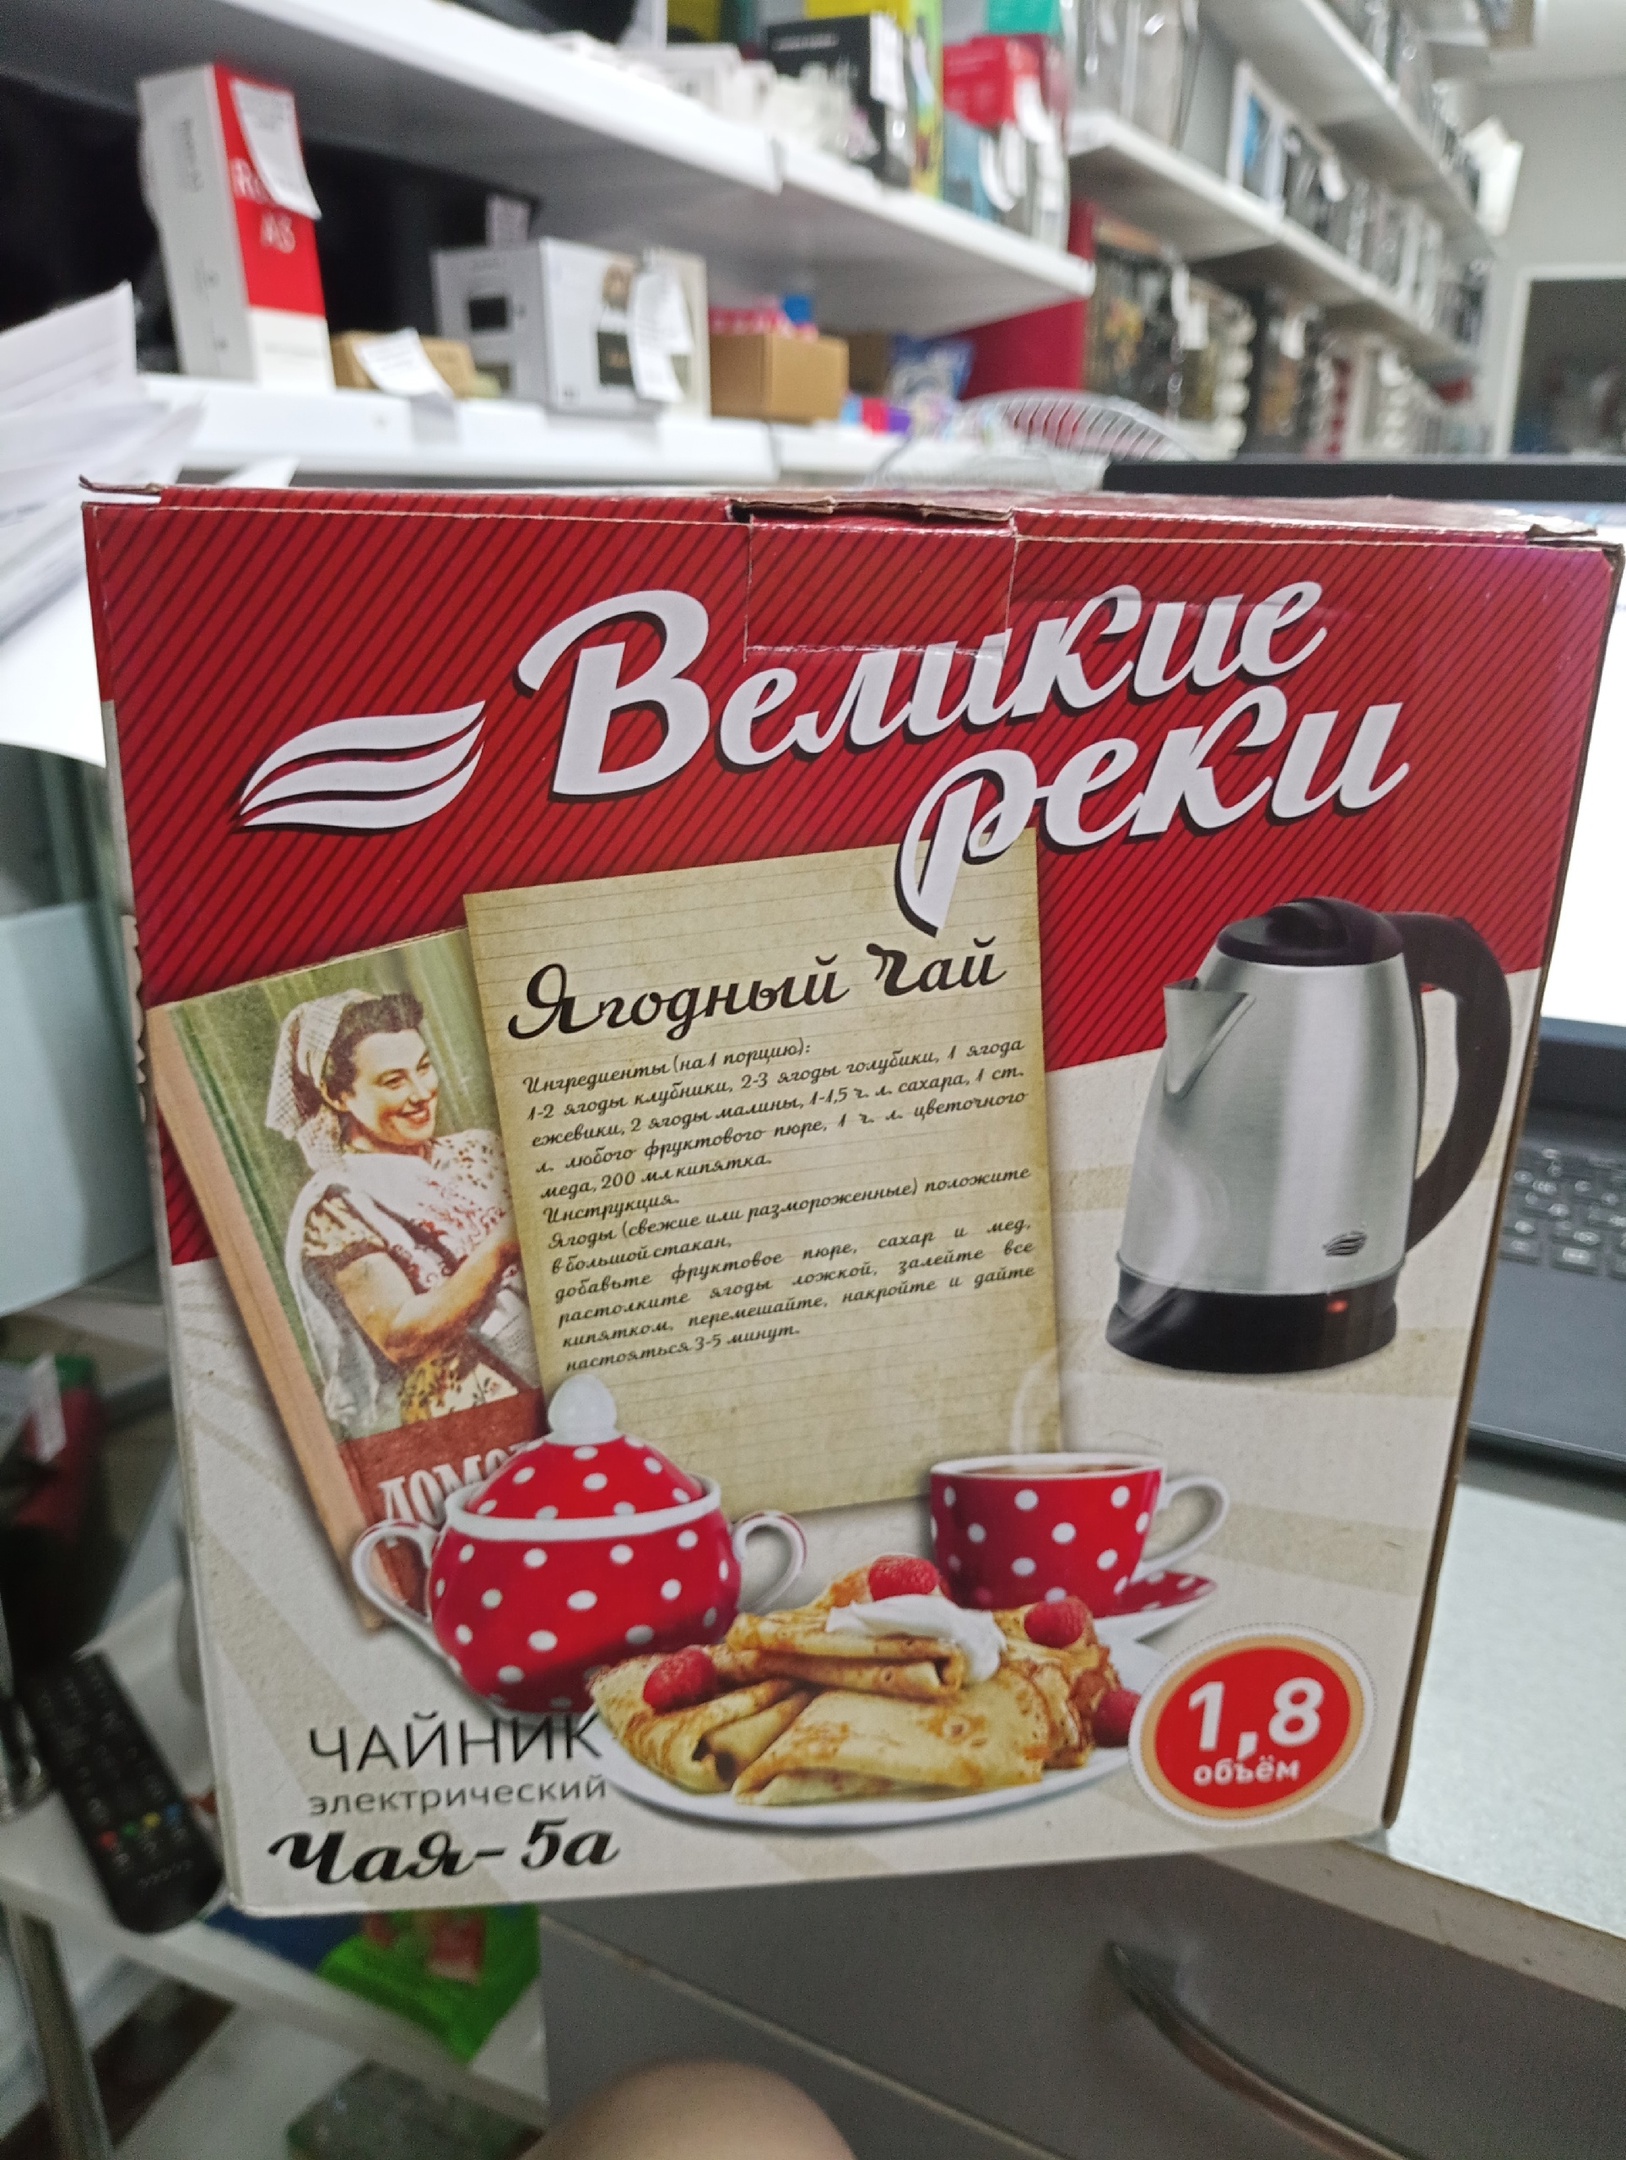 A3
Великие
реки
Ягодный чай
Ингредиенты (на 1 порцию):
1-2 ягоды клубники, 2-3 ягоды голубики, 1 ягода
ежевики, 2 ягоды малины, 1-1,5 ч. л. сахара, 1 ст.
л. любого фруктового пюре, 1 ч. л. цветочного
меда, 200 мл кипятка.
Инструкция.
Ягоды (свежие или размороженные) положите
в большой стакан,
добавьте фруктовое пюре, сахар и мед,
растолките ягоды ложкой, залейте все
кипятком, перемешайте, накройте и дайте
настояться 3-5 минут.
ЧАЙНИК
электрический
Чая-5а
1,8
объём